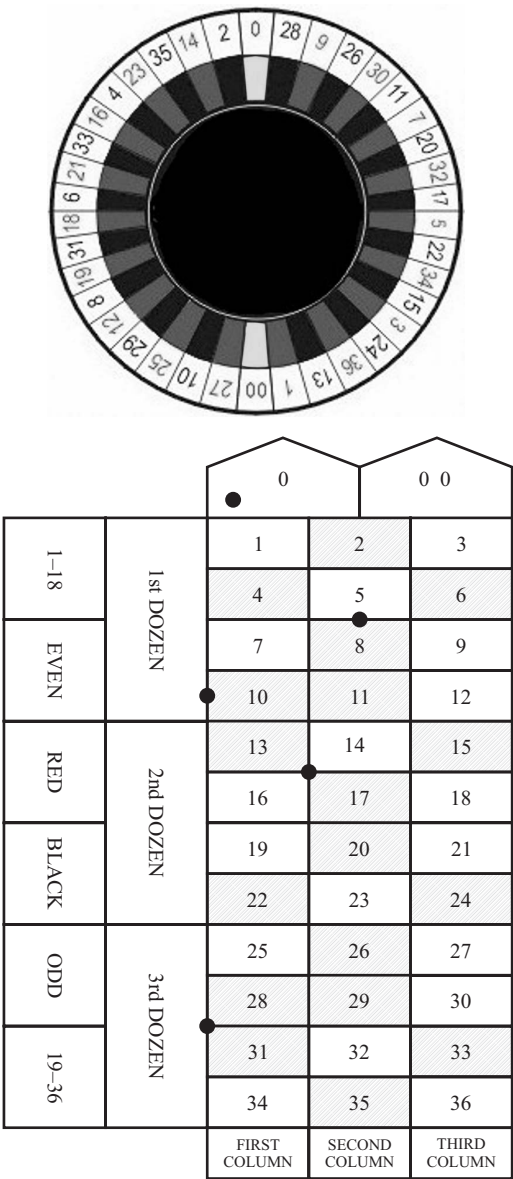 0 28 9 26 30 11 7 20 32 17 5 22 34 15 3 24 36 13 1 00 27 10 25 29 12 8 19 31 18 6 21 33 16 4 23 35 14 2
0 0 0
1–18
EVEN
RED
BLACK
ODD
19–36
1st DOZEN
2nd DOZEN
3rd DOZEN
1 2 3
4 5 6
7 8 9
10 11 12
13 14 15
16 17 18
19 20 21
22 23 24
25 26 27
28 29 30
31 32 33
34 35 36
FIRST COLUMN
SECOND COLUMN
THIRD COLUMN